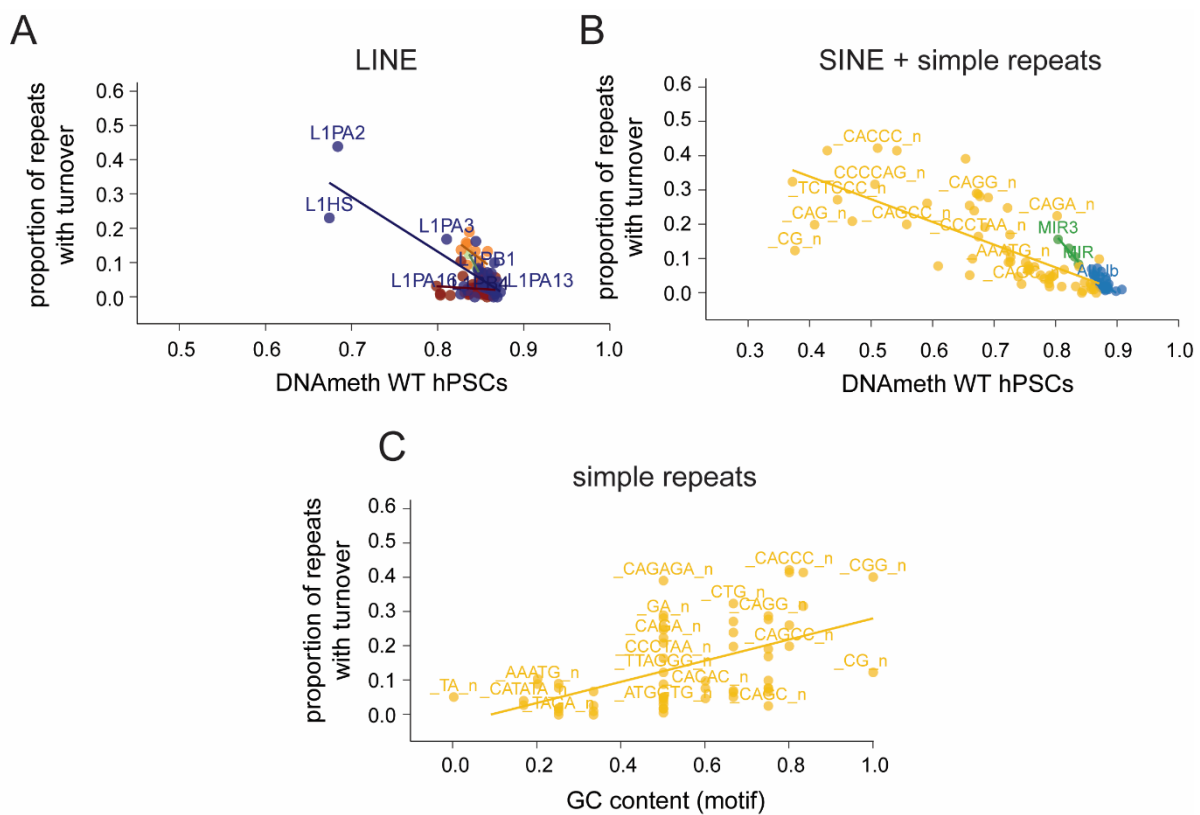 A
LINE
proportion of repeats
with turnover
0.6
0.5
0.4
0.3
0.2
0.1
0.0
L1PA2
L1HS
L1PA3
L1PA16
L1PA13
0.5
0.6
0.7
0.8
0.9
1.0
DNAmeth WT hPSCs
B
SINE + simple repeats
proportion of repeats
with turnover
0.6
0.5
0.4
0.3
0.2
0.1
0.0
_CACCC_n
CCCCAG_n
_TCTCCC_n
_CAGG_n
_CAG_n
_CAGCC_n
_CAGA_n
_CG_n
_CCCTAA_n
MIR3
AAATG_n
MIR
0.3
0.4
0.5
0.6
0.7
0.8
0.9
1.0
DNAmeth WT hPSCs
C
simple repeats
proportion of repeats
with turnover
0.6
0.5
0.4
0.3
0.2
0.1
0.0
_CAGAGA_n
_CACCC_n
_CGG_n
_CTG_n
_GA_n
_CAGG_n
_CAGA_n
_CAGCC_n
CCCTAA_n
_TTAGGG_n
_CG_n
AAATG_n
CACAC_n
_TA_n
_CATATA_n
_ATGCTG_n
_CAGC_n
_TAGA_n
0.0
0.2
0.4
0.6
0.8
1.0
GC content (motif)